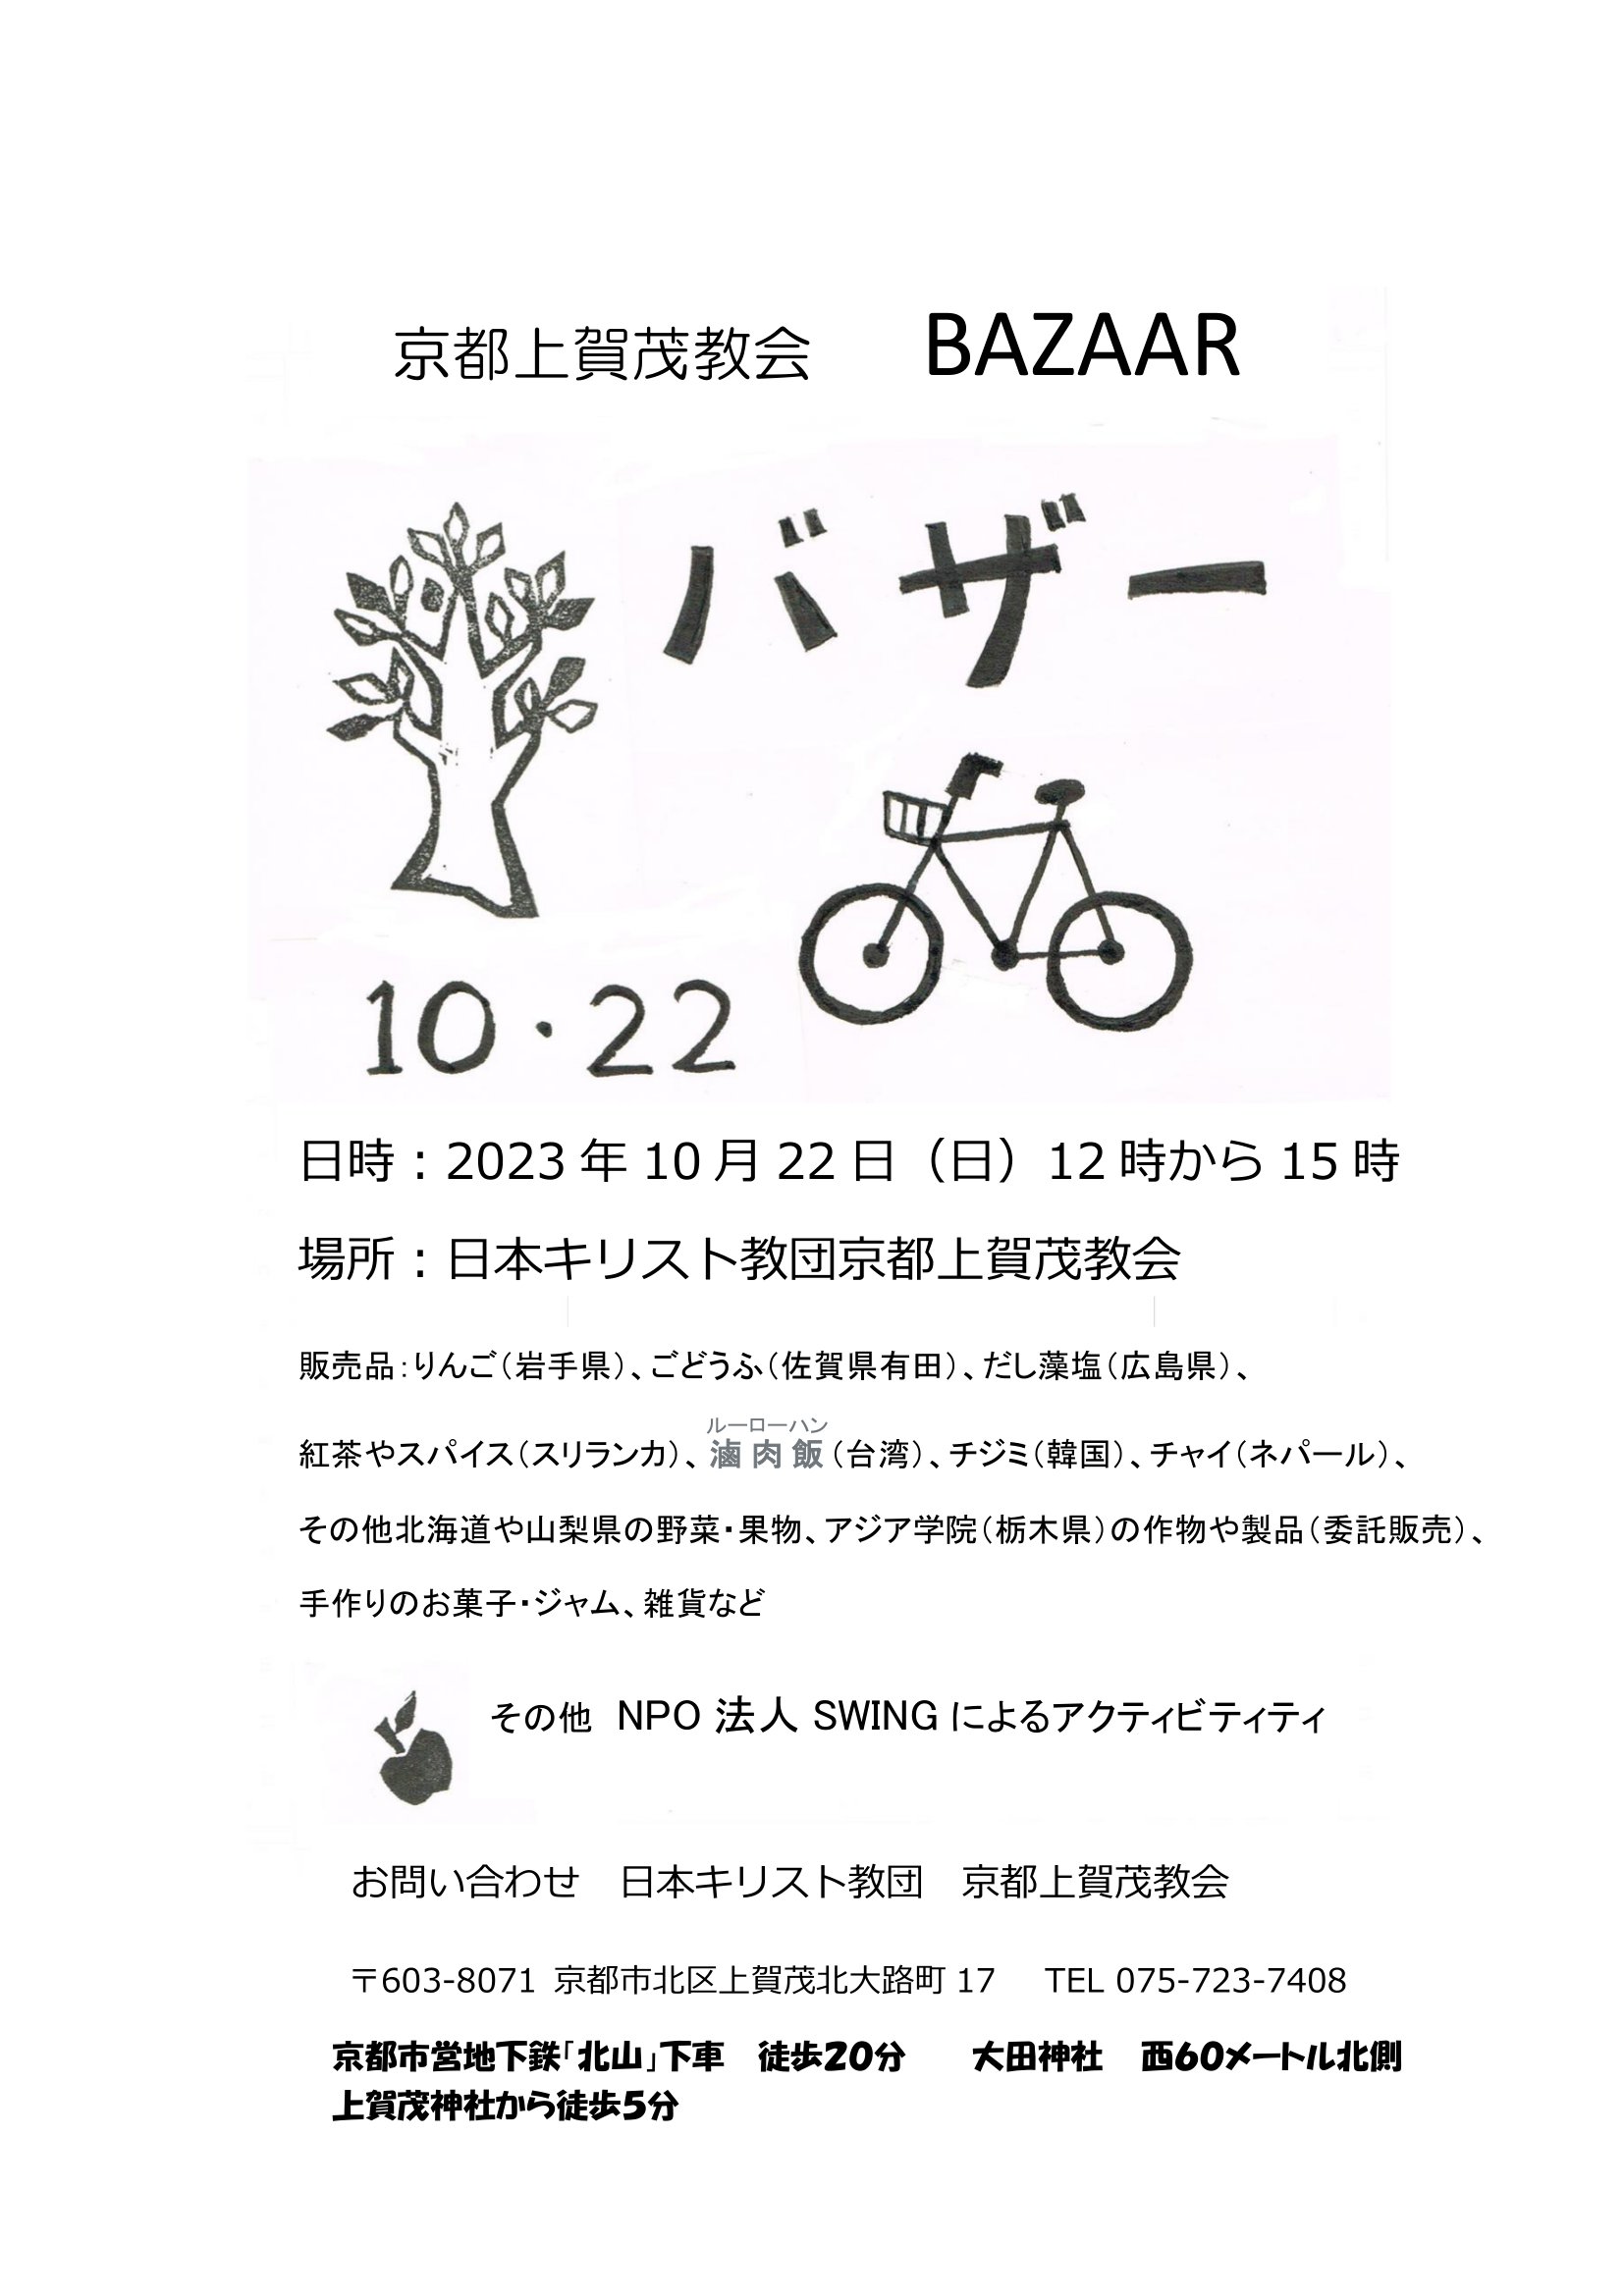 京都上賀茂教会　BAZAAR
バザー
10・22
日時：2023 年 10 月 22 日（日）12 時から 15 時
場所：日本キリスト教団京都上賀茂教会
販売品：りんご（岩手県）、ごどうふ（佐賀県有田）、だし藻塩（広島県）、
ルーローハン
紅茶やスパイス（スリランカ）、滷肉飯（台湾）、チジミ（韓国）、チャイ（ネパール）、
その他北海道や山梨県の野菜・果物、アジア学院（栃木県）の作物や製品（委託販売）、
手作りのお菓子・ジャム、雑貨など
その他　NPO 法人 SWING によるアクティビティティ
お問い合わせ　日本キリスト教団　京都上賀茂教会
〒603-8071 京都市北区上賀茂北大路町 17　TEL 075-723-7408
京都市営地下鉄「北山」下車　徒歩20分　　大田神社　西60メートル北側
上賀茂神社から徒歩5分